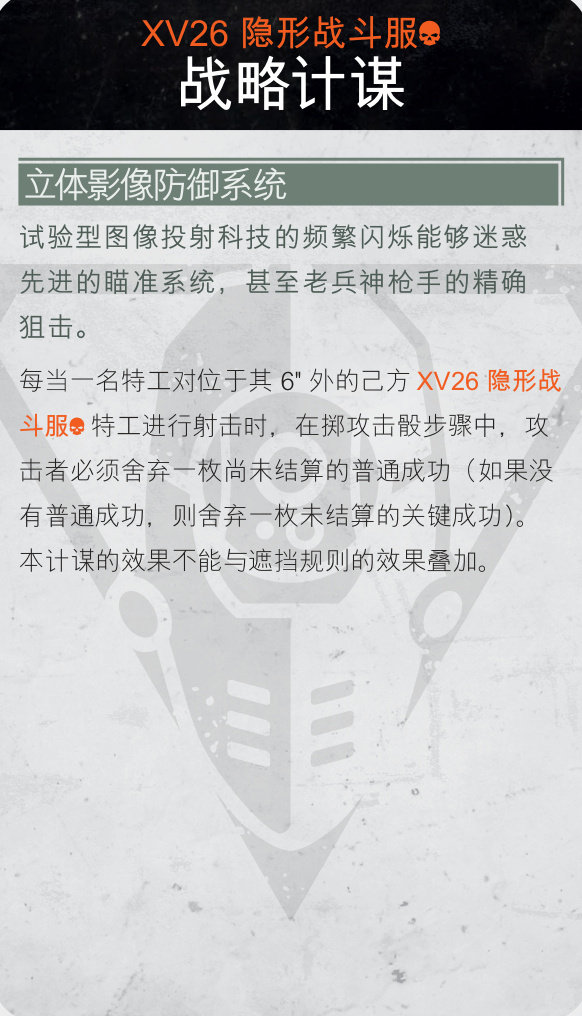 XV26 隐形战斗服
战略计谋
立体影像防御系统
试验型图像投射科技的频繁闪烁能够迷惑
先进的瞄准系统，甚至老兵神枪手的精确
狙击。
每当一名特工对位于其 6" 外的己方 XV26 隐形战
斗服 特工进行射击时，在掷攻击骰步骤中，攻
击者必须舍弃一枚尚未结算的普通成功（如果没
有普通成功，则舍弃一枚未结算的关键成功）。
本计谋的效果不能与遮挡规则的效果叠加。